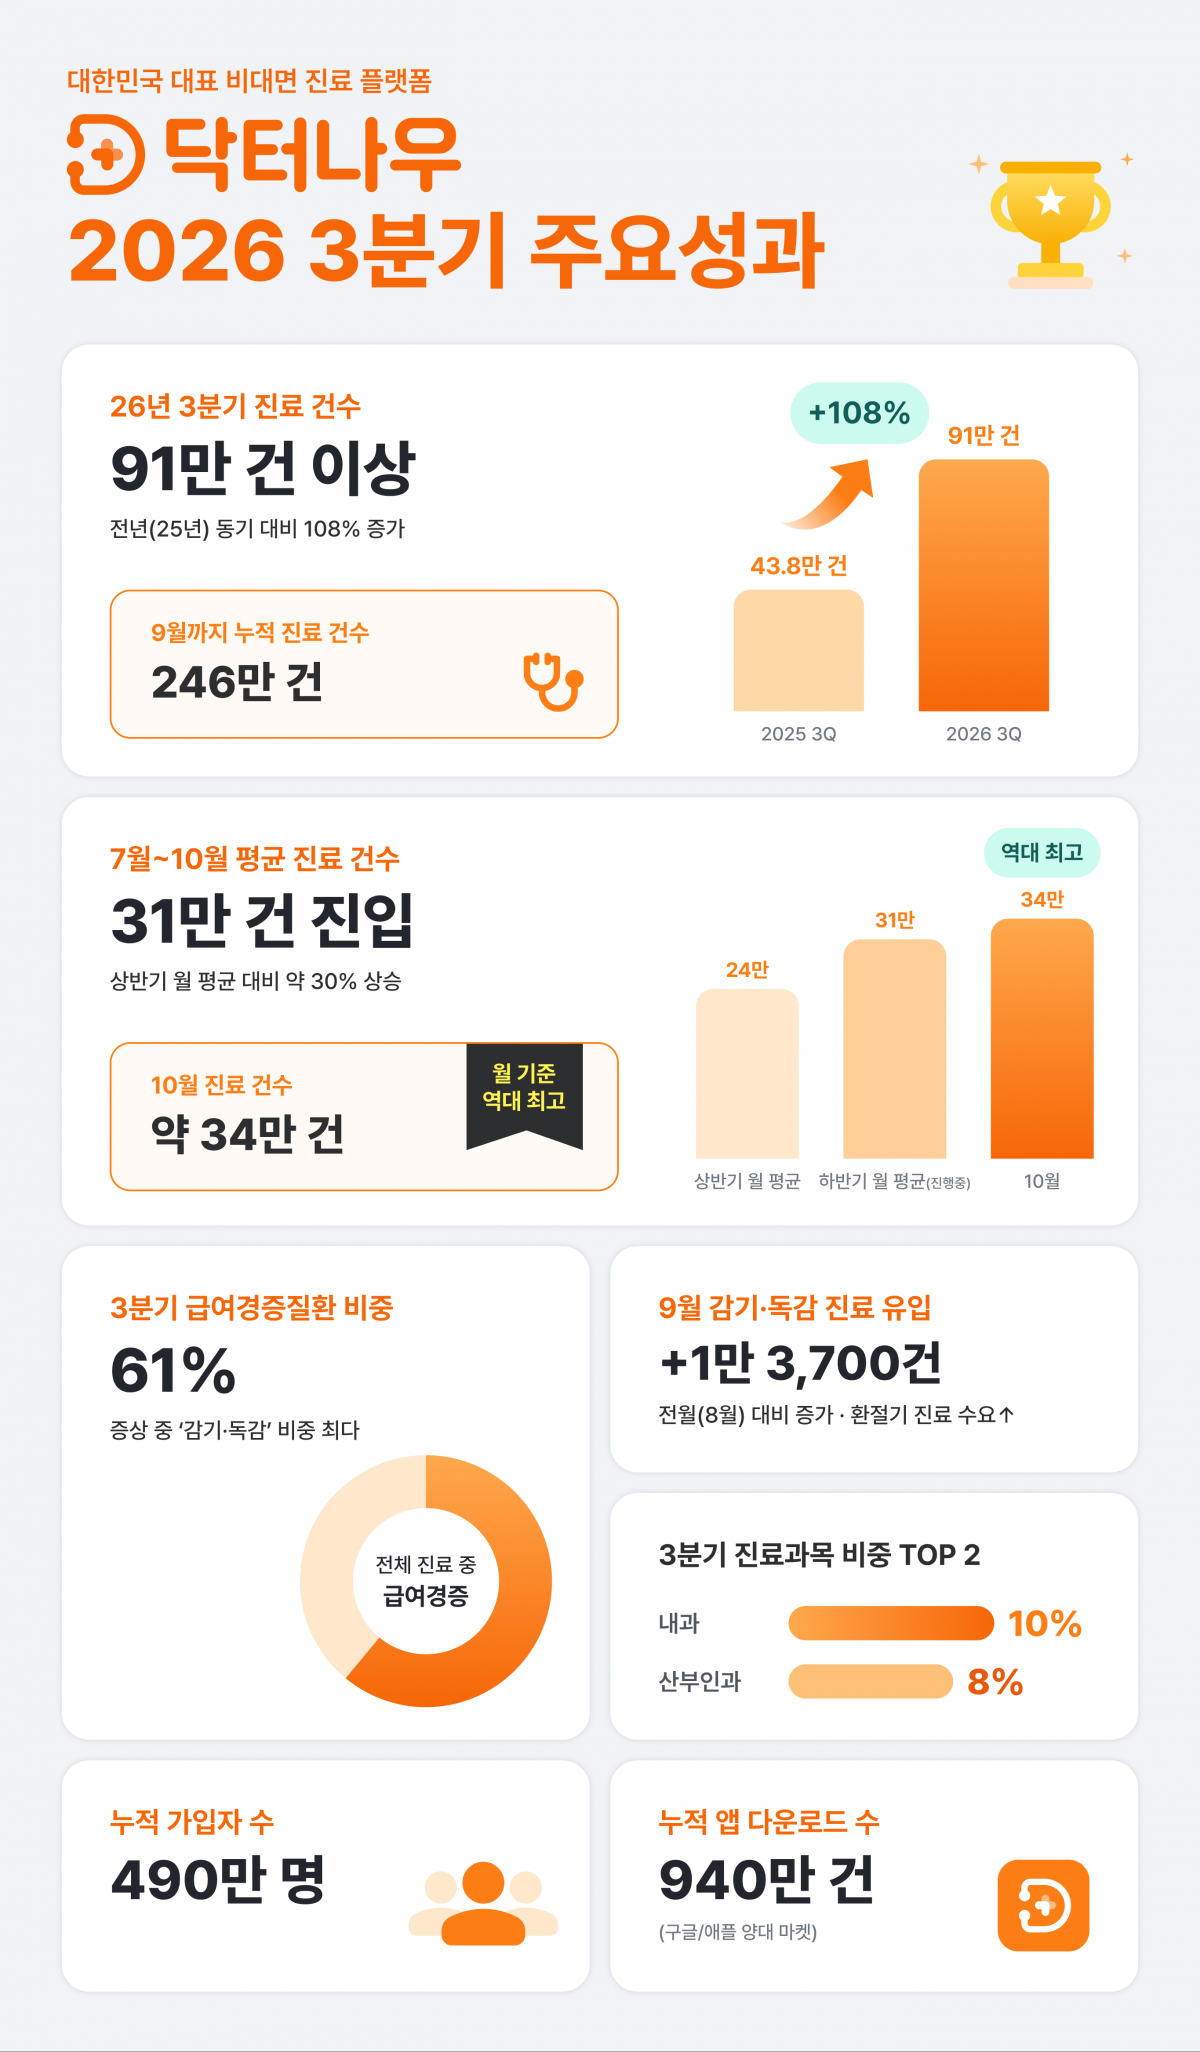 대한민국 대표 비대면 진료 플랫폼
닥터나우
2026 3분기 주요성과
26년 3분기 진료 건수
91만 건 이상
전년(25년) 동기 대비 108% 증가
9월까지 누적 진료 건수
246만 건
+108%
91만 건
43.8만 건
2025 3Q
2026 3Q
7월~10월 평균 진료 건수
31만 건 진입
상반기 월 평균 대비 약 30% 상승
10월 진료 건수
약 34만 건
월 기준
역대 최고
역대 최고
34만
31만
24만
상반기 월 평균
하반기 월 평균(진행중)
10월
3분기 급여경증질환 비중
61%
증상 중 ‘감기·독감’ 비중 최다
전체 진료 중
급여경증
9월 감기·독감 진료 유입
+1만 3,700건
전월(8월) 대비 증가 · 환절기 진료 수요↑
3분기 진료과목 비중 TOP 2
내과
10%
산부인과
8%
누적 가입자 수
490만 명
누적 앱 다운로드 수
940만 건
(구글/애플 양대 마켓)